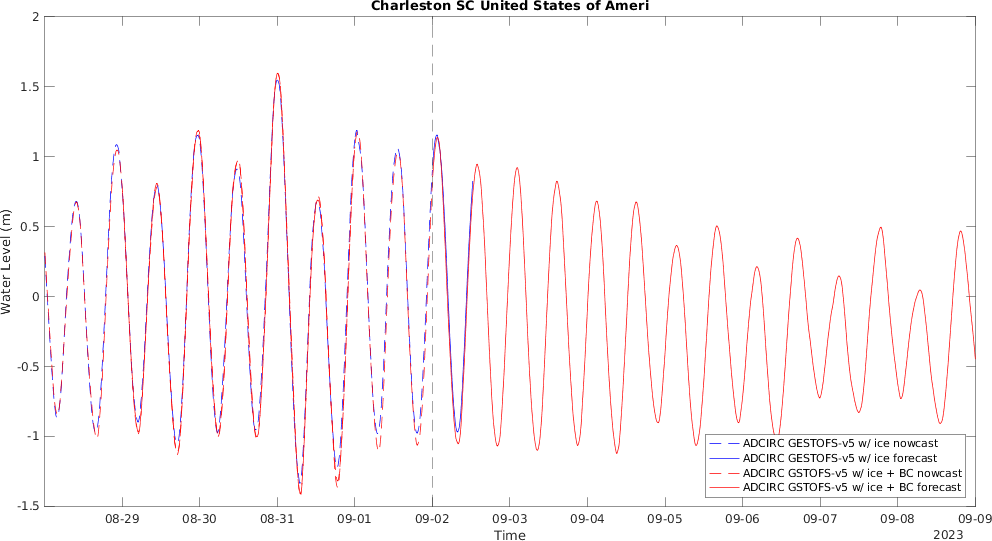 Charleston SC United States of Ameri
2
1.5
1
0.5
0
-0.5
-1
-1.5
Water Level (m)
08-29 08-30 08-31 09-01 09-02 09-03 09-04 09-05 09-06 09-07 09-08 09-09
Time
2023
ADCIRC GESTOFS-v5 w/ ice nowcast
ADCIRC GESTOFS-v5 w/ ice forecast
ADCIRC GSTOFS-v5 w/ ice + BC nowcast
ADCIRC GSTOFS-v5 w/ ice + BC forecast